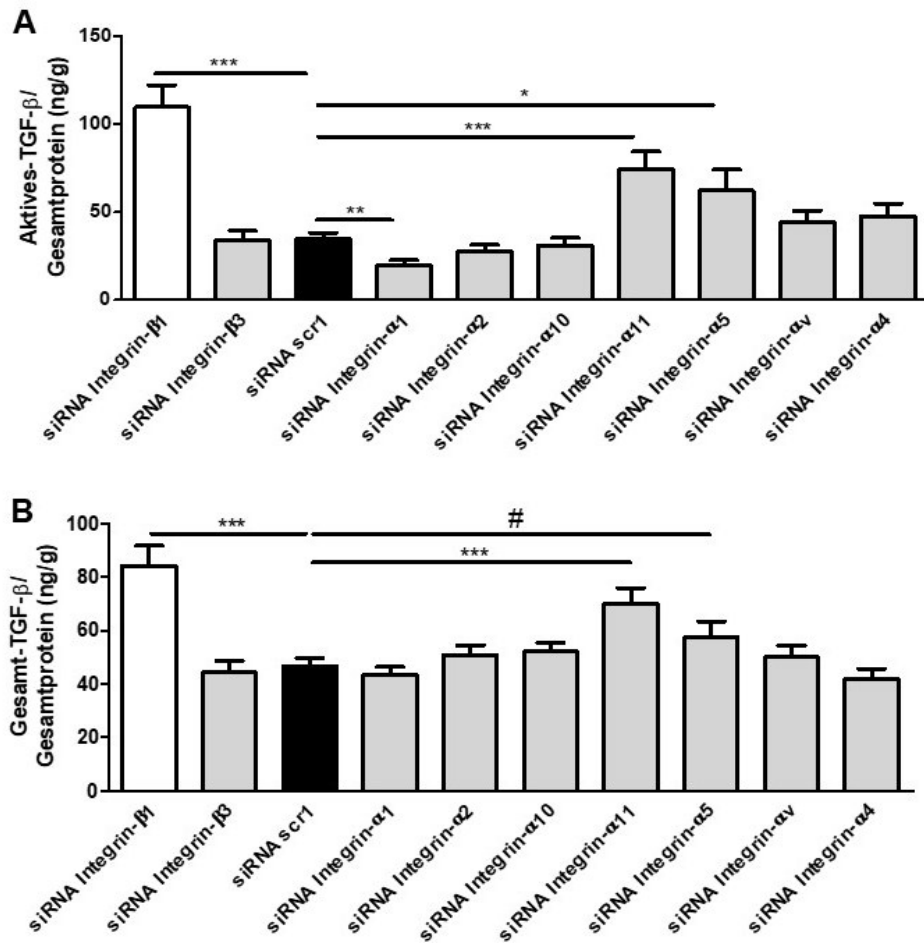 A
Aktives-TGF-β/
Gesamtprotein (ng/g)
150
100
50
0
***
*
***
**
siRNA Integrin-β1
siRNA Integrin-β3
siRNA scr1
siRNA Integrin-α1
siRNA Integrin-α2
siRNA Integrin-α10
siRNA Integrin-α11
siRNA Integrin-α5
siRNA Integrin-αv
siRNA Integrin-α4
B
Gesamt-TGF-β/
Gesamtprotein (ng/g)
100
80
60
40
20
0
***
#
***
siRNA Integrin-β1
siRNA Integrin-β3
siRNA scr1
siRNA Integrin-α1
siRNA Integrin-α2
siRNA Integrin-α10
siRNA Integrin-α11
siRNA Integrin-α5
siRNA Integrin-αv
siRNA Integrin-α4